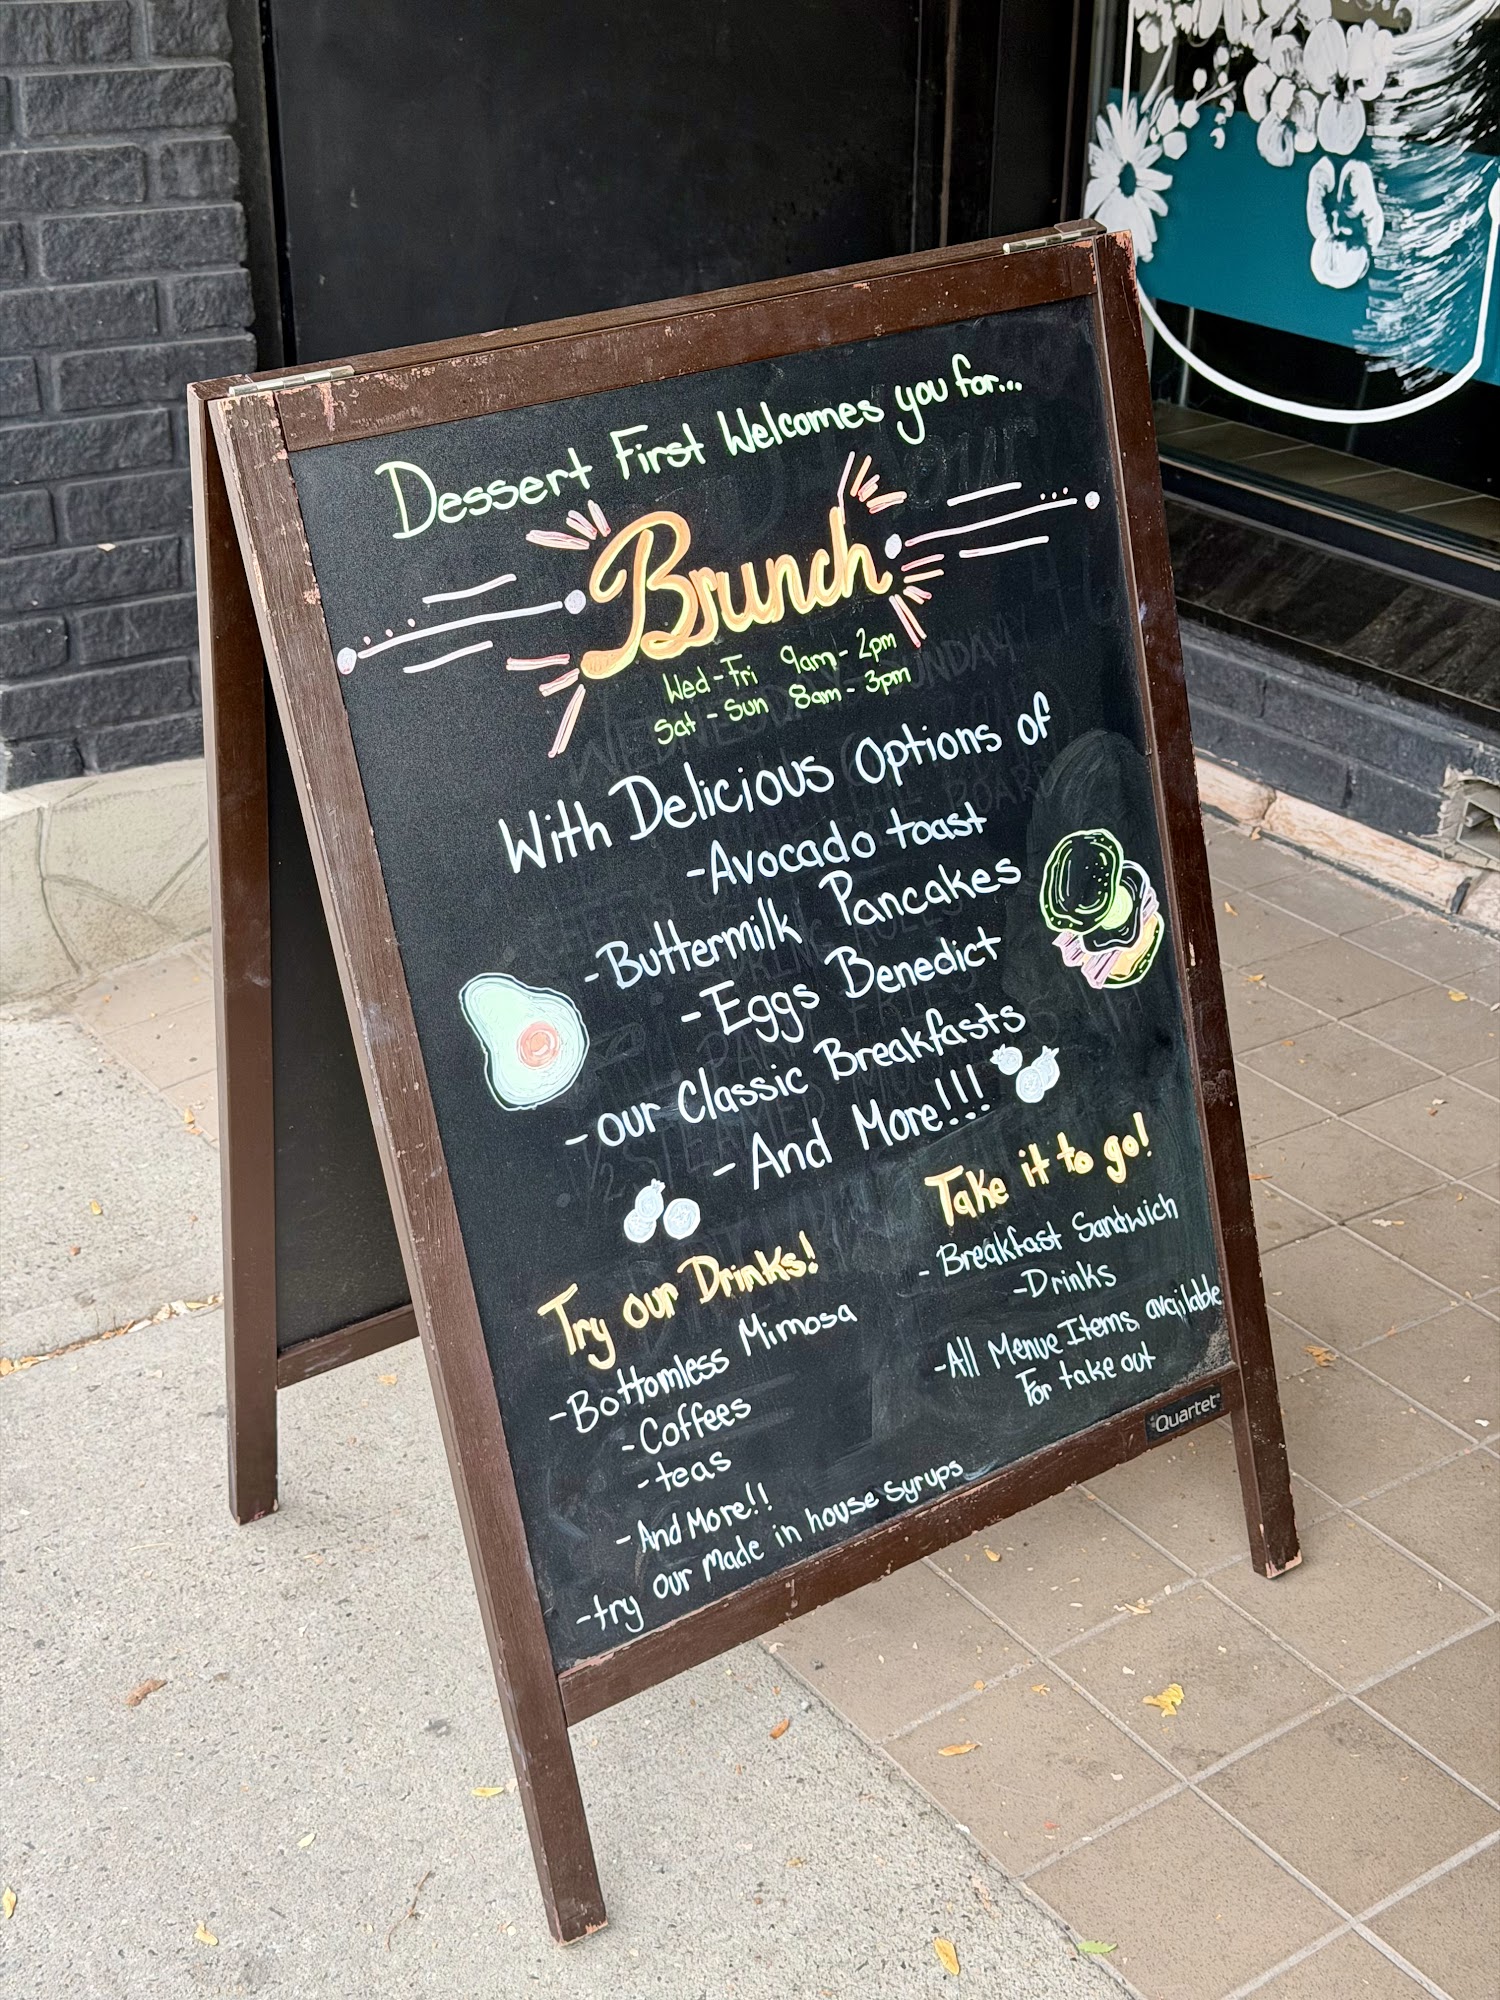 Dessert First Welcomes you for...
Brunch
Wed - Fri 9am - 2pm
Sat - Sun 8am - 3pm
With Delicious Options of
- Avocado toast
- Buttermilk Pancakes
- Eggs Benedict
- our Classic Breakfasts
- And More!!!
Try our Drinks!
- Bottomless Mimosa
- Coffees
- teas
- And More!!
- try our Made in house Syrups
Take it to go!
- Breakfast Sandwich
- Drinks
- All Menue Items available
For take out
Quartet